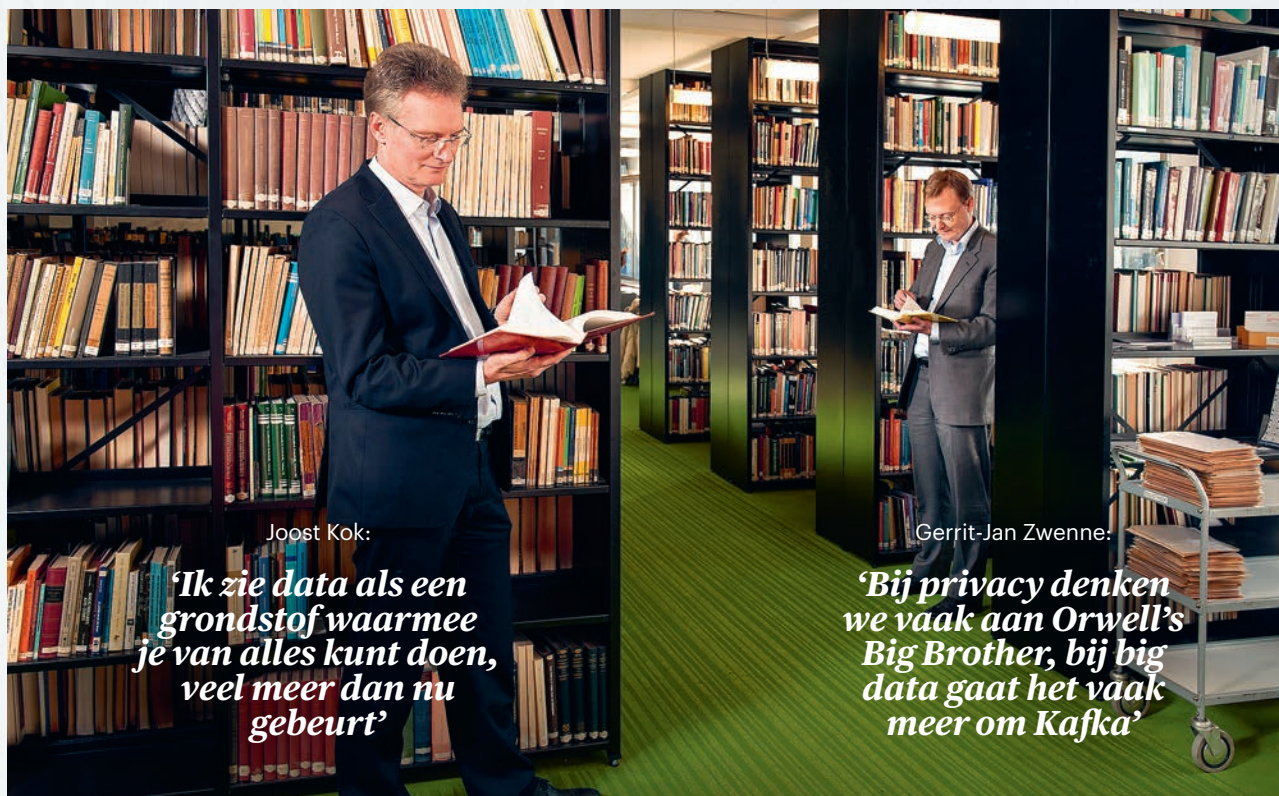 Joost Kok:
‘Ik zie data als een
grondstof waarmee
je van alles kunt doen,
veel meer dan nu
gebeurt’
Gerrit-Jan Zwenne:
‘Bij privacy denken
we vaak aan Orwell’s
Big Brother, bij big
data gaat het vaak
meer om Kafka’